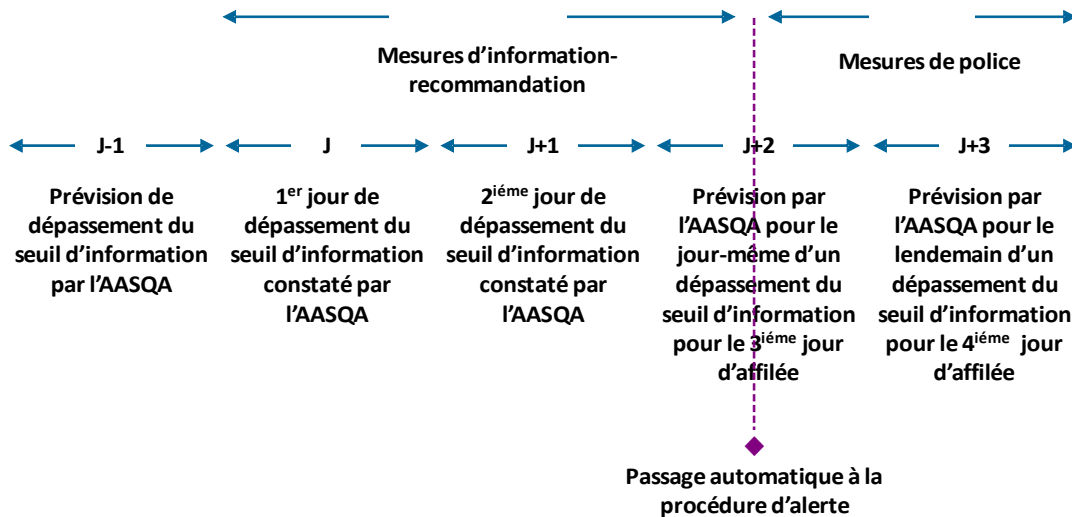 Mesures d'information-
recommandation
Mesures de police
J-1
J
J+1
J+2
J+3
Prévision de
dépassement du
seuil d'information
par l'AASQA
1er jour de
dépassement du
seuil d'information
constaté par
l'AASQA
2iéme jour de
dépassement du
seuil d'information
constaté par
l'AASQA
Prévision par
l'AASQA pour le
jour-même d'un
dépassement du
seuil d'information
pour le 3iéme jour
d'affilée
Prévision par
l'AASQA pour le
lendemain d'un
dépassement du
seuil d'information
pour le 4iéme jour
d'affilée
Passage automatique à la
procédure d'alerte